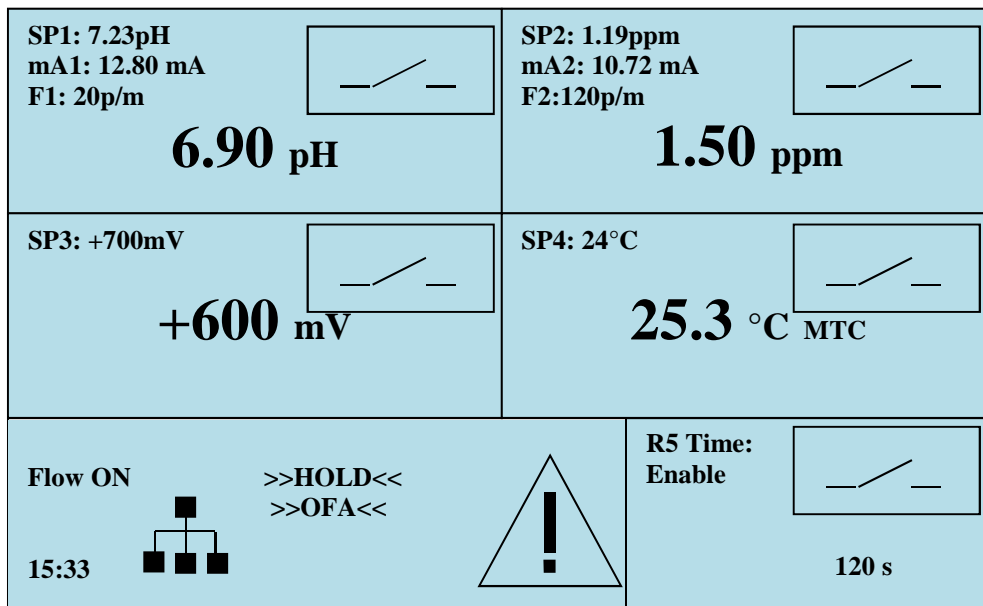 SP1: 7.23pH
mA1: 12.80 mA
F1: 20p/m
6.90 pH
SP2: 1.19ppm
mA2: 10.72 mA
F2:120p/m
1.50 ppm
SP3: +700mV
+600 mV
SP4: 24°C
25.3 °C MTC
Flow ON
>>HOLD<<
>>OFA<<
15:33
R5 Time:
Enable
120 s